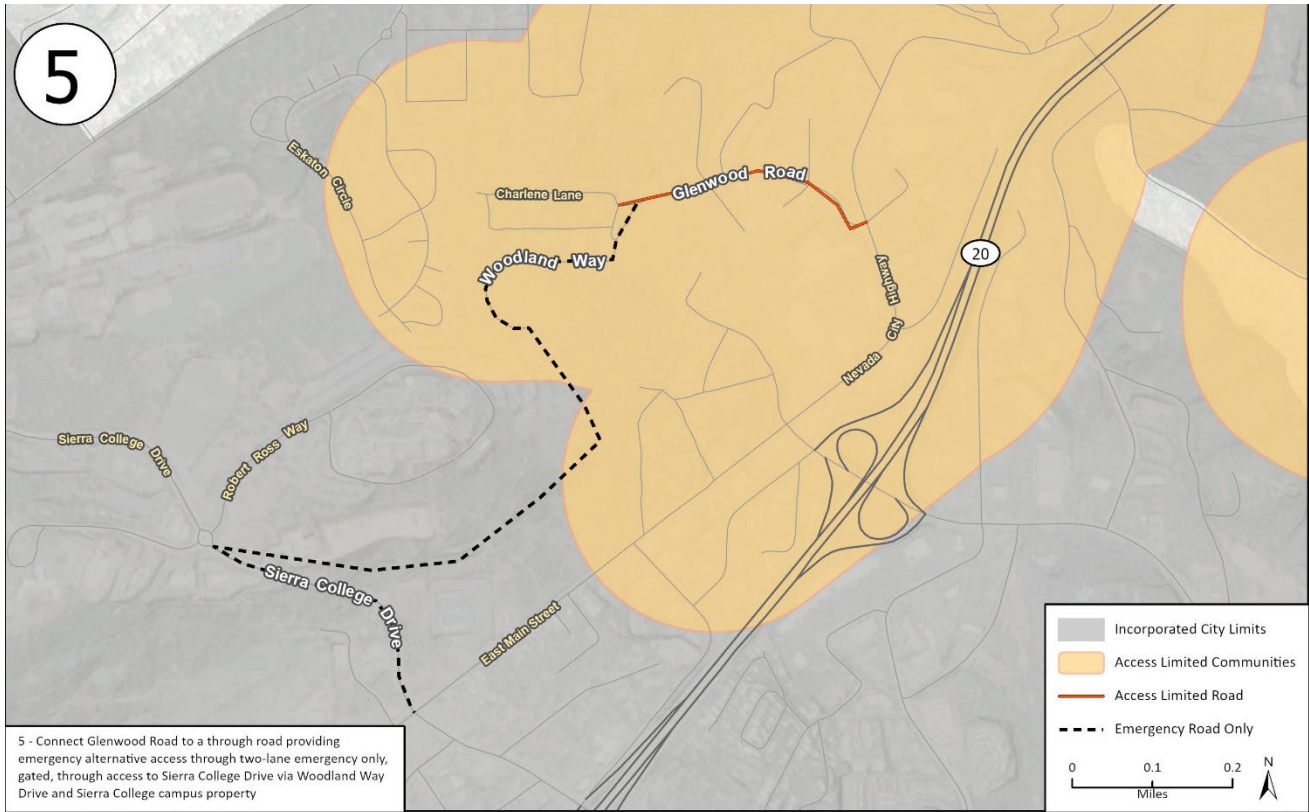 5
Eskaton Circle
Charlene Lane
Glenwood Road
Woodland Way
20
Nevada City Highway
Sierra College Drive
Robert Ross Way
Sierra College Drive
East Main Street
Incorporated City Limits
Access Limited Communities
Access Limited Road
Emergency Road Only
0 0.1 0.2
Miles
N
5 - Connect Glenwood Road to a through road providing
emergency alternative access through two-lane emergency only,
gated, through access to Sierra College Drive via Woodland Way
Drive and Sierra College campus property